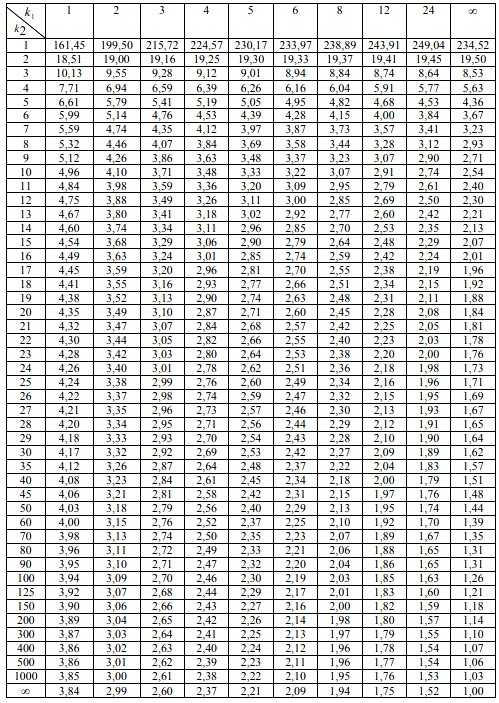 k₁ 1 2 3 4 5 6 8 12 24 ∞
k2
1 161,45 199,50 215,72 224,57 230,17 233,97 238,89 243,91 249,04 234,52
2 18,51 19,00 19,16 19,25 19,30 19,33 19,37 19,41 19,45 19,50
3 10,13 9,55 9,28 9,12 9,01 8,94 8,84 8,74 8,64 8,53
4 7,71 6,94 6,59 6,39 6,26 6,16 6,04 5,91 5,77 5,63
5 6,61 5,79 5,41 5,19 5,05 4,95 4,82 4,68 4,53 4,36
6 5,99 5,14 4,76 4,53 4,39 4,28 4,15 4,00 3,84 3,67
7 5,59 4,74 4,35 4,12 3,97 3,87 3,73 3,57 3,41 3,23
8 5,32 4,46 4,07 3,84 3,69 3,58 3,44 3,28 3,12 2,93
9 5,12 4,26 3,86 3,63 3,48 3,37 3,23 3,07 2,90 2,71
10 4,96 4,10 3,71 3,48 3,33 3,22 3,07 2,91 2,74 2,54
11 4,84 3,98 3,59 3,36 3,20 3,09 2,95 2,79 2,61 2,40
12 4,75 3,88 3,49 3,26 3,11 3,00 2,85 2,69 2,50 2,30
13 4,67 3,80 3,41 3,18 3,02 2,92 2,77 2,60 2,42 2,21
14 4,60 3,74 3,34 3,11 2,96 2,85 2,70 2,53 2,35 2,13
15 4,54 3,68 3,29 3,06 2,90 2,79 2,64 2,48 2,29 2,07
16 4,49 3,63 3,24 3,01 2,85 2,74 2,59 2,42 2,24 2,01
17 4,45 3,59 3,20 2,96 2,81 2,70 2,55 2,38 2,19 1,96
18 4,41 3,55 3,16 2,93 2,77 2,66 2,51 2,34 2,15 1,92
19 4,38 3,52 3,13 2,90 2,74 2,63 2,48 2,31 2,11 1,88
20 4,35 3,49 3,10 2,87 2,71 2,60 2,45 2,28 2,08 1,84
21 4,32 3,47 3,07 2,84 2,68 2,57 2,42 2,25 2,05 1,81
22 4,30 3,44 3,05 2,82 2,66 2,55 2,40 2,23 2,03 1,78
23 4,28 3,42 3,03 2,80 2,64 2,53 2,38 2,20 2,00 1,76
24 4,26 3,40 3,01 2,78 2,62 2,51 2,36 2,18 1,98 1,73
25 4,24 3,38 2,99 2,76 2,60 2,49 2,34 2,16 1,96 1,71
26 4,22 3,37 2,98 2,74 2,59 2,47 2,32 2,15 1,95 1,69
27 4,21 3,35 2,96 2,73 2,57 2,46 2,30 2,13 1,93 1,67
28 4,20 3,34 2,95 2,71 2,56 2,44 2,29 2,12 1,91 1,65
29 4,18 3,33 2,93 2,70 2,54 2,43 2,28 2,10 1,90 1,64
30 4,17 3,32 2,92 2,69 2,53 2,42 2,27 2,09 1,89 1,62
35 4,12 3,26 2,87 2,64 2,48 2,37 2,22 2,04 1,83 1,57
40 4,08 3,23 2,84 2,61 2,45 2,34 2,18 2,00 1,79 1,51
45 4,06 3,21 2,81 2,58 2,42 2,31 2,15 1,97 1,76 1,48
50 4,03 3,18 2,79 2,56 2,40 2,29 2,13 1,95 1,74 1,44
60 4,00 3,15 2,76 2,52 2,37 2,25 2,10 1,92 1,70 1,39
70 3,98 3,13 2,74 2,50 2,35 2,23 2,07 1,89 1,67 1,35
80 3,96 3,11 2,72 2,49 2,33 2,21 2,06 1,88 1,65 1,31
90 3,95 3,10 2,71 2,47 2,32 2,20 2,04 1,86 1,65 1,31
100 3,94 3,09 2,70 2,46 2,30 2,19 2,03 1,85 1,63 1,26
125 3,92 3,07 2,68 2,44 2,29 2,17 2,01 1,83 1,60 1,21
150 3,90 3,06 2,66 2,43 2,27 2,16 2,00 1,82 1,59 1,18
200 3,89 3,04 2,65 2,42 2,26 2,14 1,98 1,80 1,57 1,14
300 3,87 3,03 2,64 2,41 2,25 2,13 1,97 1,79 1,55 1,10
400 3,86 3,02 2,63 2,40 2,24 2,12 1,96 1,78 1,54 1,07
500 3,86 3,01 2,62 2,39 2,23 2,11 1,96 1,77 1,54 1,06
1000 3,85 3,00 2,61 2,38 2,22 2,10 1,95 1,76 1,53 1,03
∞ 3,84 2,99 2,60 2,37 2,21 2,09 1,94 1,75 1,52 1,00